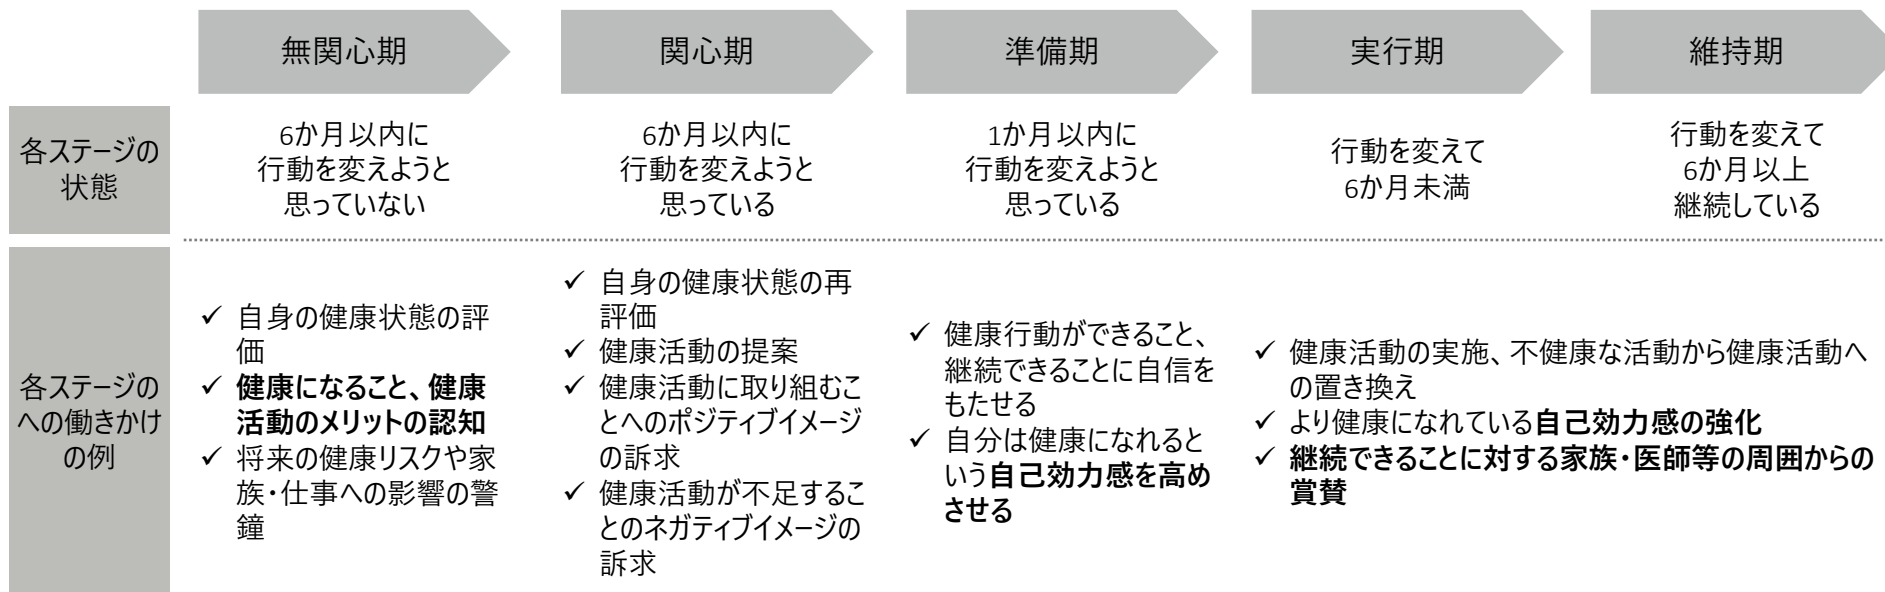 無関心期
関心期
準備期
実行期
維持期
各ステージの
状態
6か月以内に
行動を変えようと
思っていない
6か月以内に
行動を変えようと
思っている
1か月以内に
行動を変えようと
思っている
行動を変えて
6か月未満
行動を変えて
6か月以上
継続している
各ステージの
への働きかけ
の例
✓ 自身の健康状態の評
価
✓ 健康になること、健康
活動のメリットの認知
✓ 将来の健康リスクや家
族・仕事への影響の警
鐘
✓ 自身の健康状態の再
評価
✓ 健康活動の提案
✓ 健康活動に取り組むこ
とへのポジティブイメージ
の訴求
✓ 健康活動が不足するこ
とのネガティブイメージの
訴求
✓ 健康行動ができること、
継続できることに自信を
もたせる
✓ 自分は健康になれると
いう自己効力感を高め
させる
✓ 健康活動の実施、不健康な活動から健康活動へ
の置き換え
✓ より健康になれている自己効力感の強化
✓ 継続できることに対する家族・医師等の周囲からの
賞賛